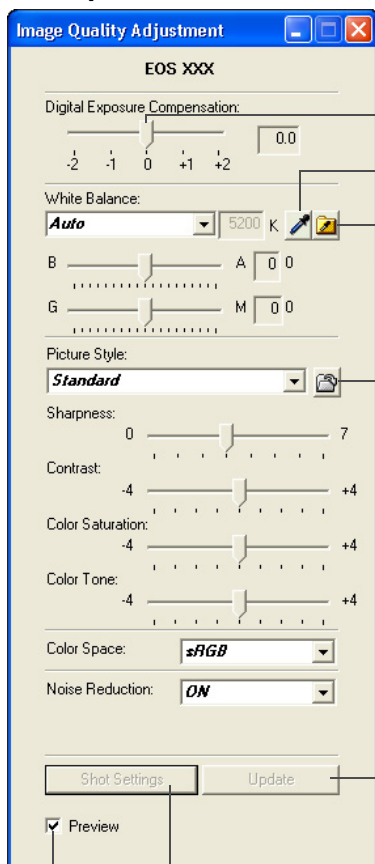 Image Quality Adjustment
EOS XXX
Digital Exposure Compensation:
0.0
-2 -1 0 +1 +2
White Balance:
Auto 5200 K
B A 0 0
G M 0 0
Picture Style:
Standard
Sharpness:
0 7
Contrast:
-4 +4
Color Saturation:
-4 +4
Color Tone:
-4 +4
Color Space: sRGB
Noise Reduction: ON
Shot Settings Update
Preview